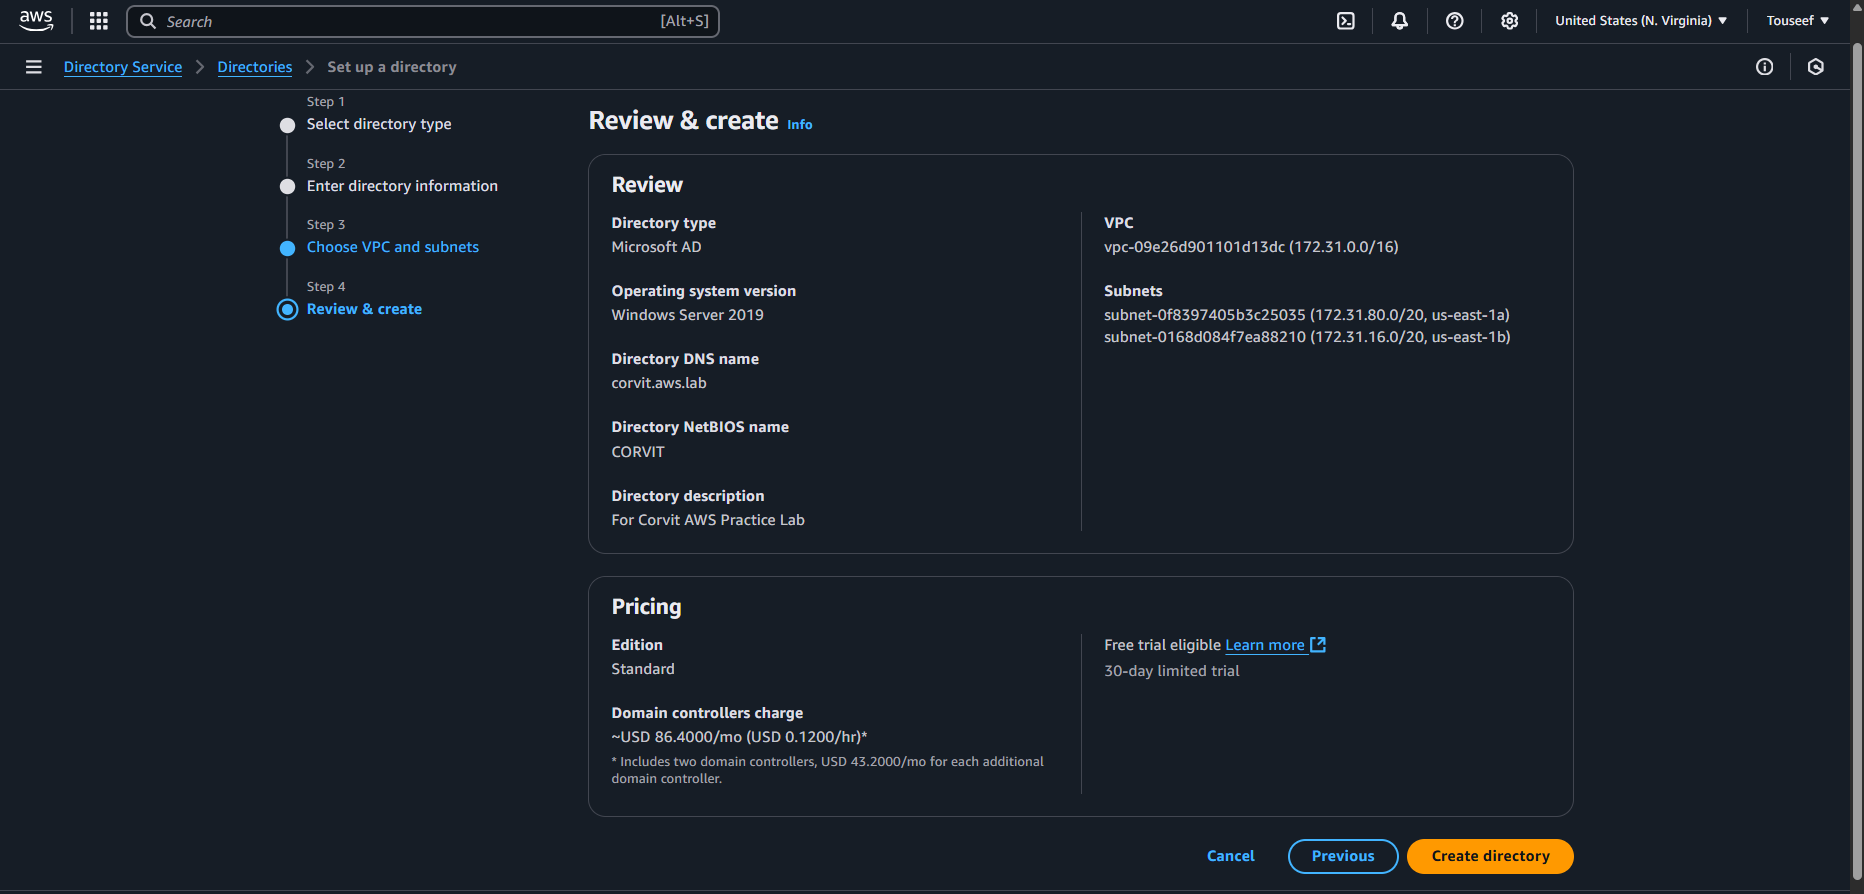 aws
Search [Alt+S]
United States (N. Virginia)
Touseef
Directory Service
Directories
Set up a directory
Step 1
Select directory type
Step 2
Enter directory information
Step 3
Choose VPC and subnets
Step 4
Review & create
Review & create Info
Review
Directory type
Microsoft AD
Operating system version
Windows Server 2019
Directory DNS name
corvit.aws.lab
Directory NetBIOS name
CORVIT
Directory description
For Corvit AWS Practice Lab
VPC
vpc-09e26d901101d13dc (172.31.0.0/16)
Subnets
subnet-0f8397405b3c25035 (172.31.80.0/20, us-east-1a)
subnet-0168d084f7ea88210 (172.31.16.0/20, us-east-1b)
Pricing
Edition
Standard
Domain controllers charge
~USD 86.4000/mo (USD 0.1200/hr)*
* Includes two domain controllers, USD 43.2000/mo for each additional
domain controller.
Free trial eligible Learn more
30-day limited trial
Cancel
Previous
Create directory